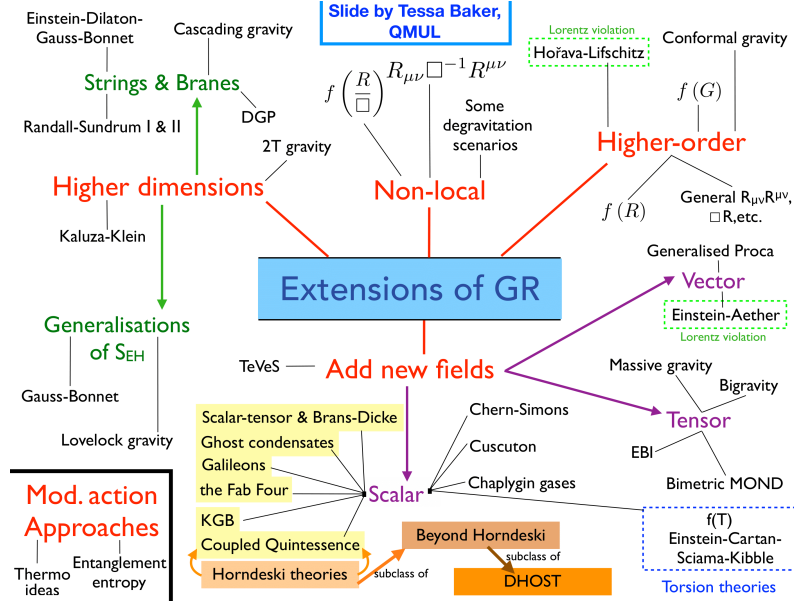 Slide by Tessa Baker,
QMUL
Einstein-Dilaton-
Gauss-Bonnet
Cascading gravity
Strings & Branes
Randall-Sundrum I & II
DGP
2T gravity
Higher dimensions
Kaluza-Klein
Generalisations
of S_EH
Gauss-Bonnet
Lovelock gravity
f(R/□)
R_μν □⁻¹ R^μν
Some
degravitation
scenarios
Non-local
Lorentz violation
Hořava-Lifschitz
Conformal gravity
f(G)
Higher-order
f(R)
General R_μν R^μν,
□R,etc.
Extensions of GR
Generalised Proca
Vector
Einstein-Aether
Lorentz violation
TeVeS
Add new fields
Massive gravity
Bigravity
Tensor
EBI
Bimetric MOND
Scalar-tensor & Brans-Dicke
Ghost condensates
Galileons
the Fab Four
KGB
Coupled Quintessence
Scalar
Chern-Simons
Cuscuton
Chaplygin gases
f(T)
Einstein-Cartan-
Sciama-Kibble
Torsion theories
Horndeski theories
subclass of
Beyond Horndeski
subclass of
DHOST
Mod. action
Approaches
Thermo
ideas
Entanglement
entropy